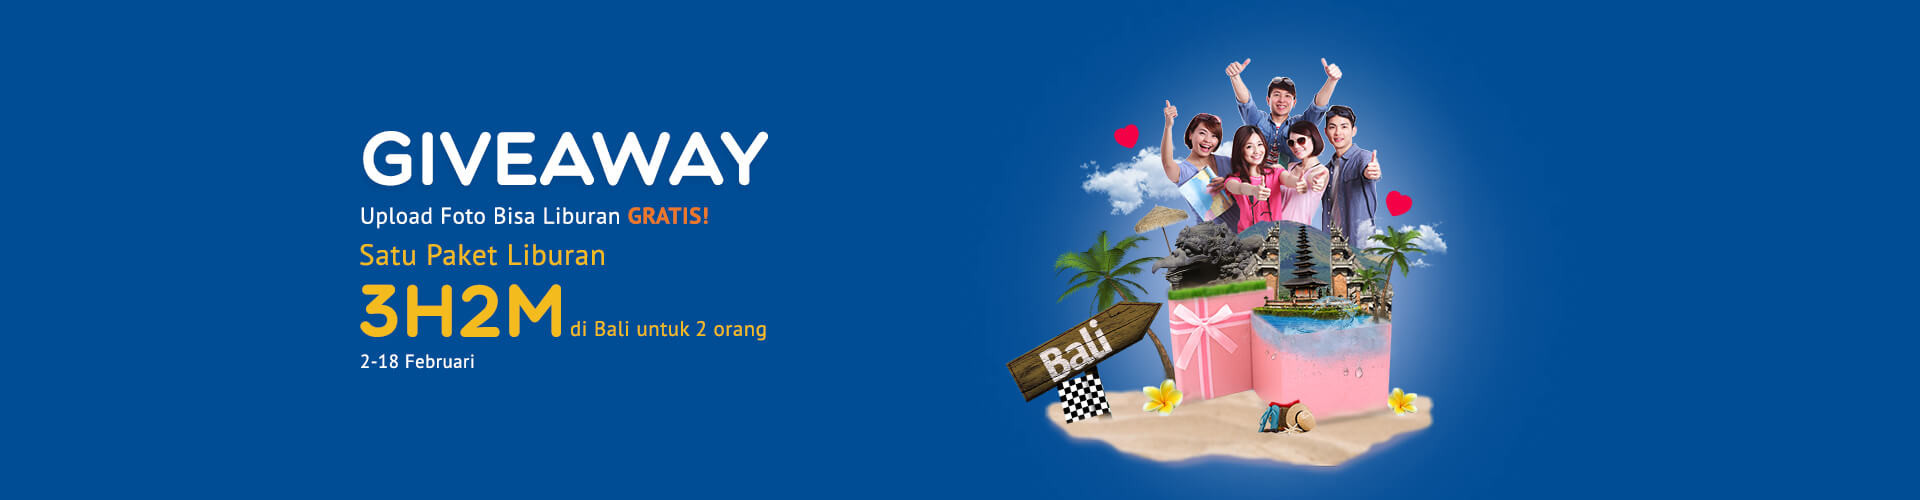 GIVEAWAY
Upload Foto Bisa Liburan GRATIS!
Satu Paket Liburan
3H2M di Bali untuk 2 orang
2-18 Februari
Bali